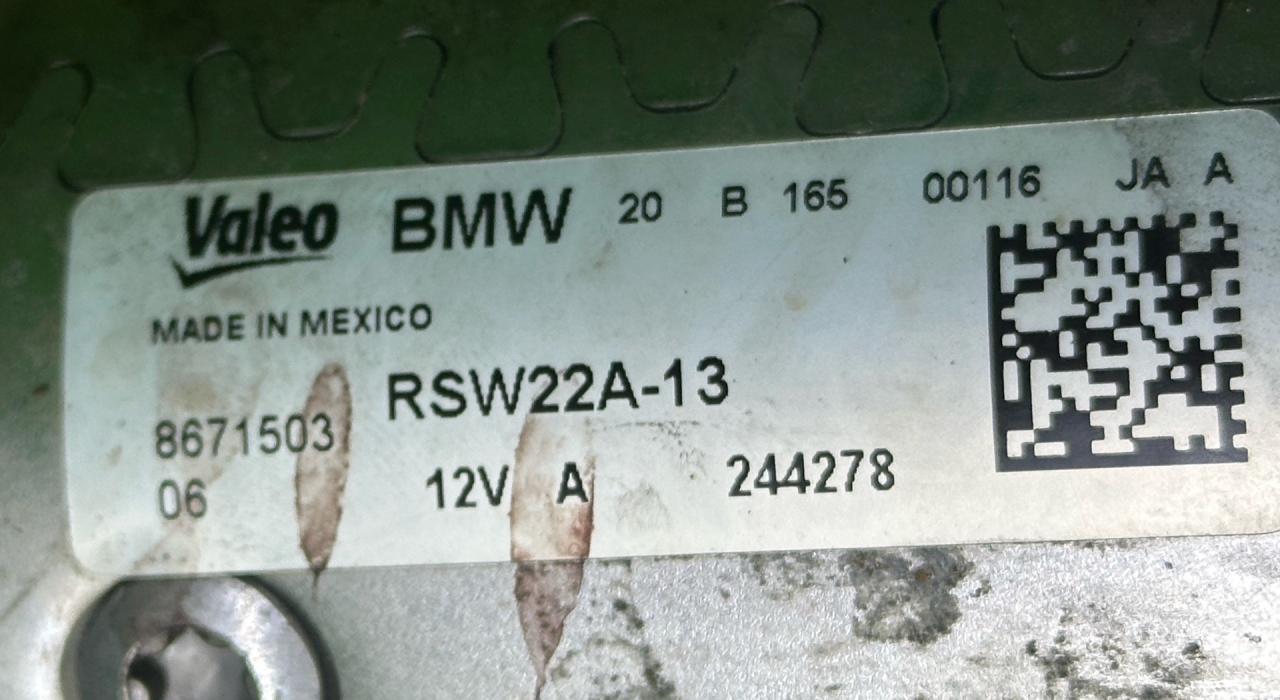 Valeo BMW 20 B 165 00116 JA A
MADE IN MEXICO
RSW22A-13
8671503
06 12V A 244278